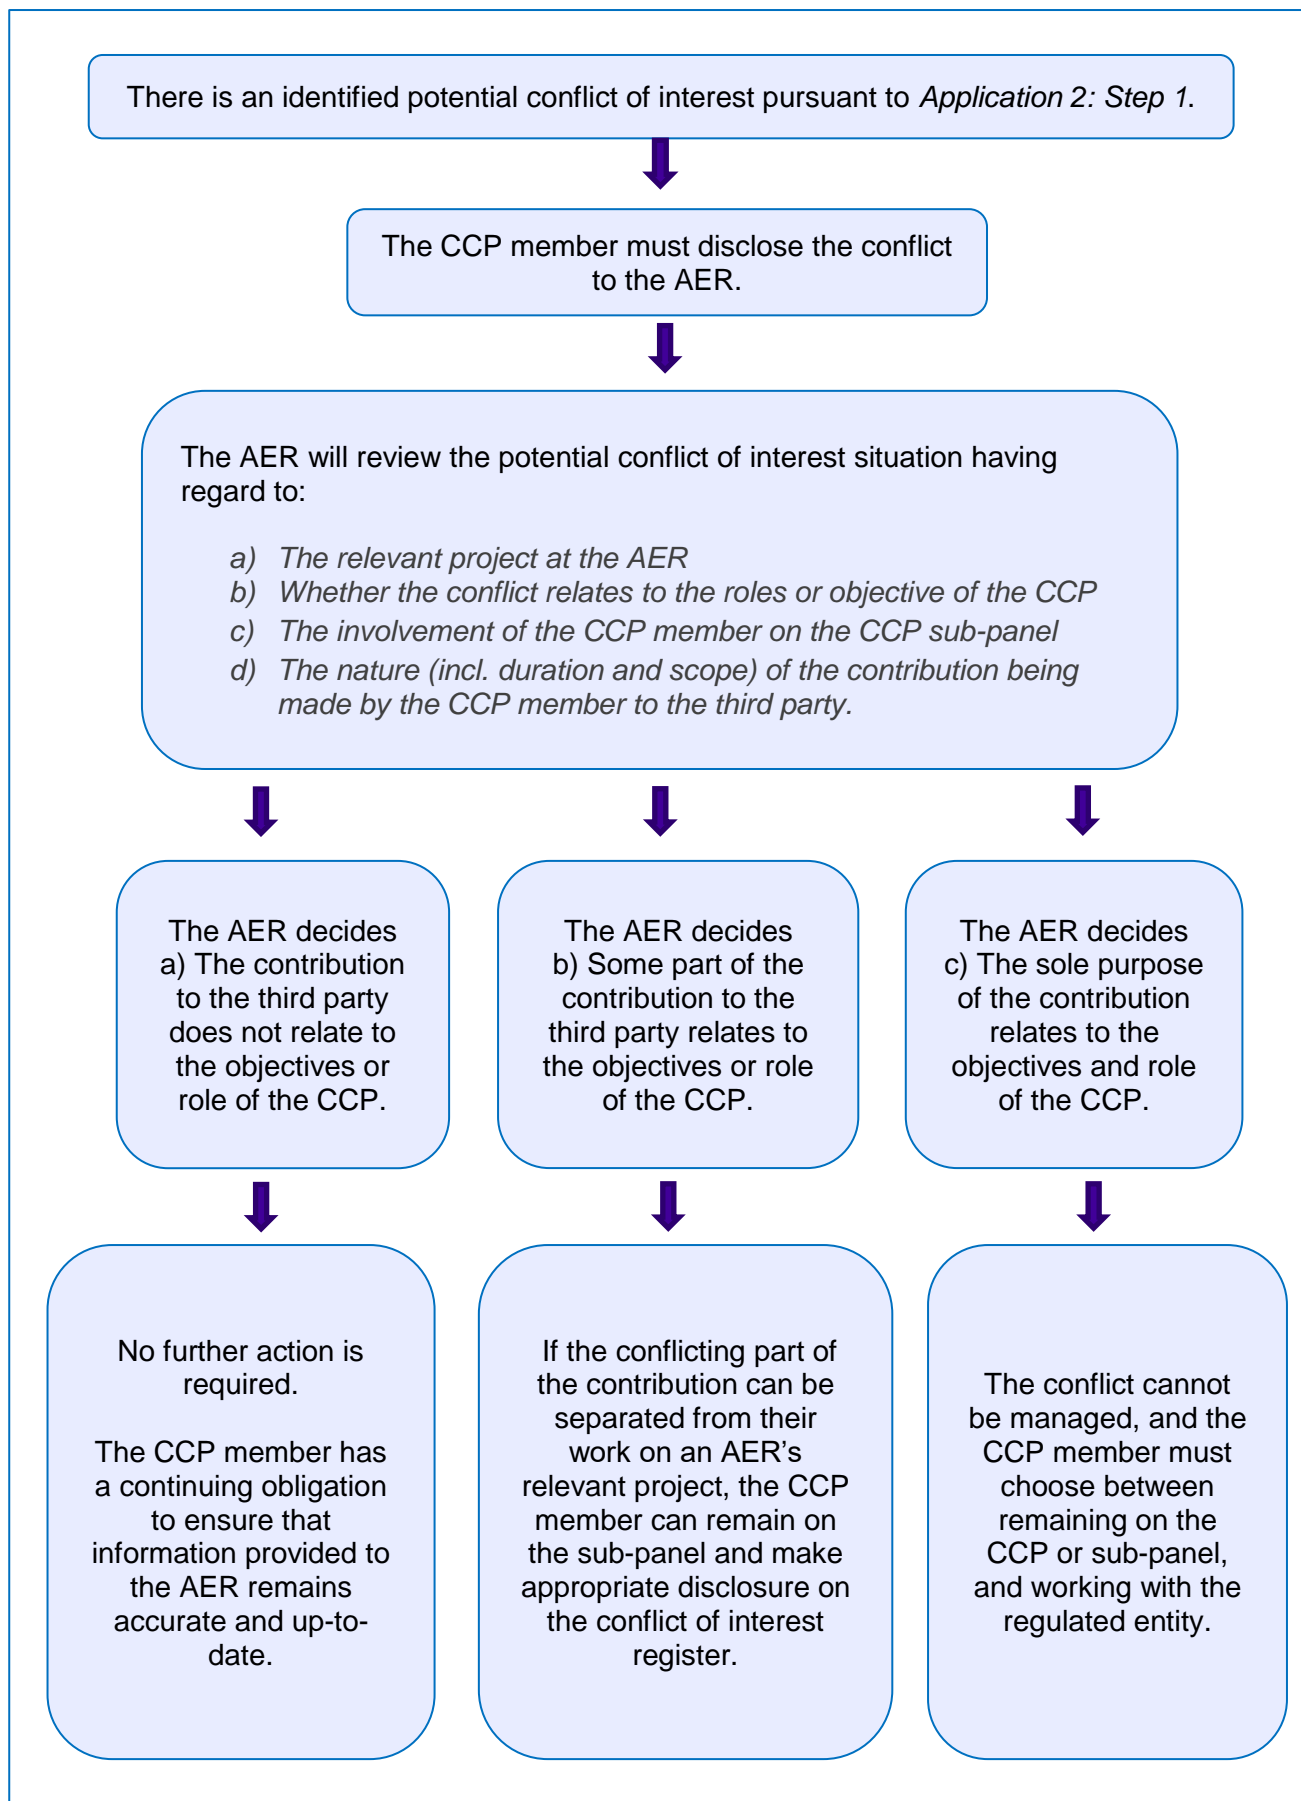 There is an identified potential conflict of interest pursuant to Application 2: Step 1.
The CCP member must disclose the conflict
to the AER.
The AER will review the potential conflict of interest situation having
regard to:
a) The relevant project at the AER
b) Whether the conflict relates to the roles or objective of the CCP
c) The involvement of the CCP member on the CCP sub-panel
d) The nature (incl. duration and scope) of the contribution being
made by the CCP member to the third party.
The AER decides
a) The contribution
to the third party
does not relate to
the objectives or
role of the CCP.
The AER decides
b) Some part of the
contribution to the
third party relates to
the objectives or role
of the CCP.
The AER decides
c) The sole purpose
of the contribution
relates to the
objectives and role
of the CCP.
No further action is
required.
The CCP member has
a continuing obligation
to ensure that
information provided to
the AER remains
accurate and up-to-
date.
If the conflicting part of
the contribution can be
separated from their
work on an AER’s
relevant project, the CCP
member can remain on
the sub-panel and make
appropriate disclosure on
the conflict of interest
register.
The conflict cannot
be managed, and the
CCP member must
choose between
remaining on the
CCP or sub-panel,
and working with the
regulated entity.